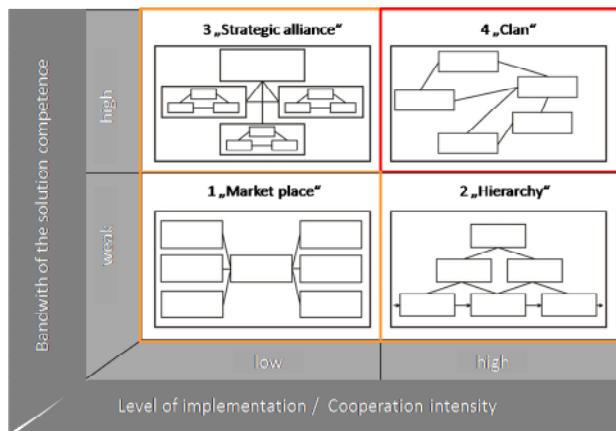 3 „Strategic alliance“
4 „Clan“
high
1 „Market place“
2 „Hierarchy“
weak
Bandwith of the solution competence
low
high
Level of implementation / Cooperation intensity